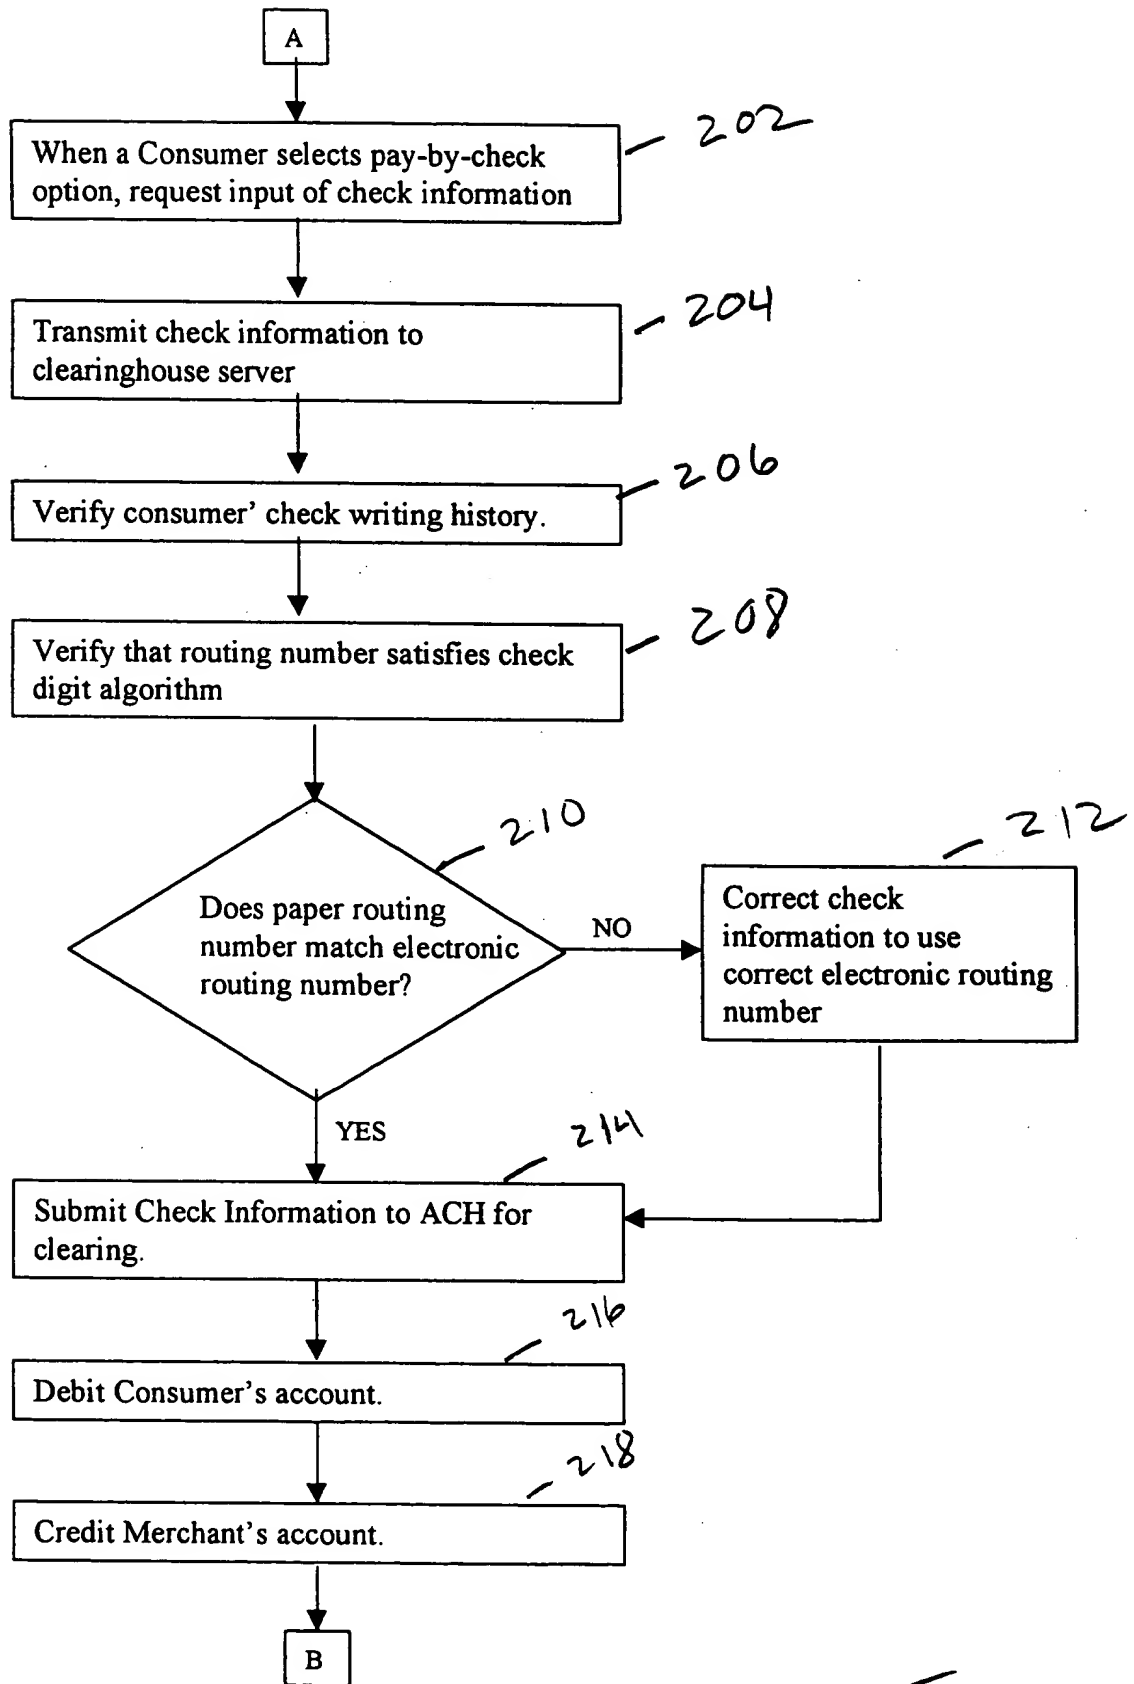 A
202
When a Consumer selects pay-by-check
option, request input of check information
204
Transmit check information to
clearinghouse server
206
Verify consumer’ check writing history.
208
Verify that routing number satisfies check
digit algorithm
210
Does paper routing
number match electronic
routing number?
NO
212
Correct check
information to use
correct electronic routing
number
YES
214
Submit Check Information to ACH for
clearing.
216
Debit Consumer’s account.
218
Credit Merchant’s account.
B